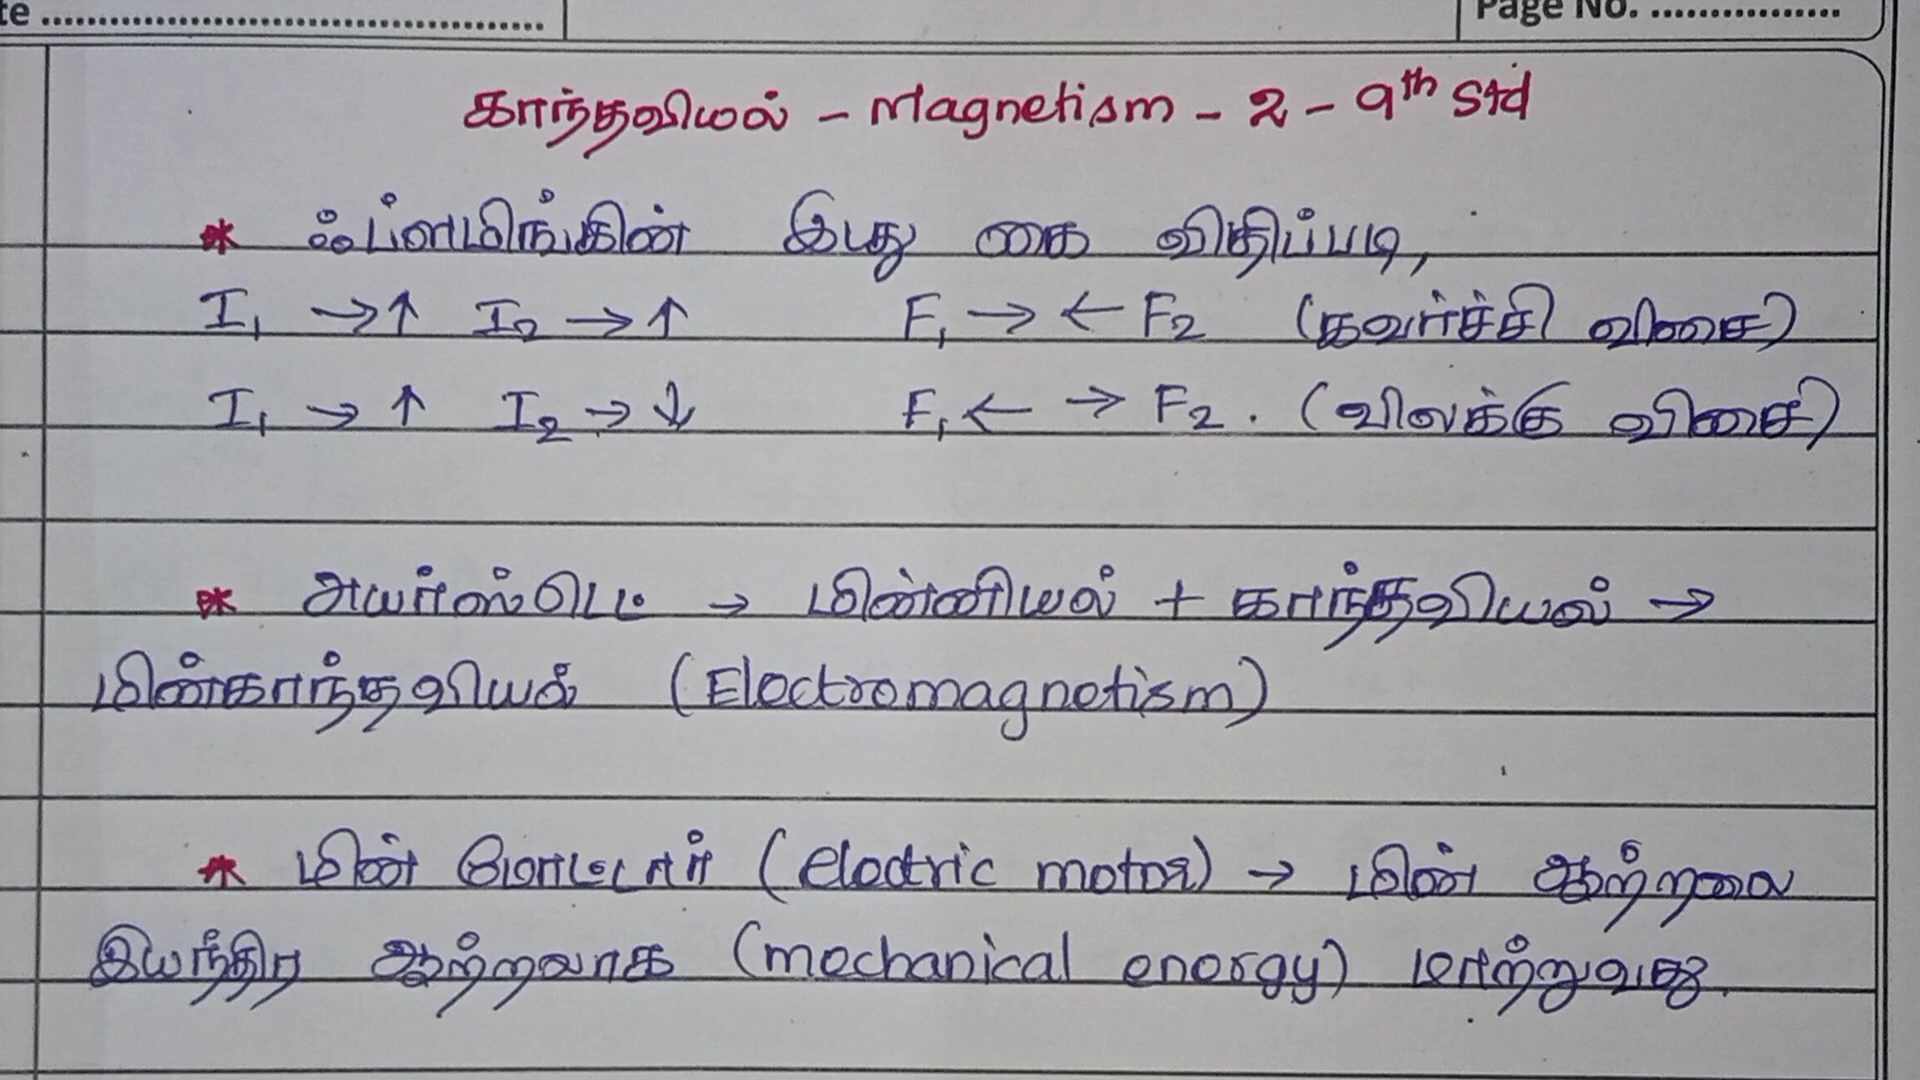 te ........................................ Page No. ................
காந்தவியல் - Magnetism - 2 - 9th Std
* ஃப்ளமிங்கின் இடது கை விதிப்படி,
I₁ →↑ I₂ →↑ F₁ → ← F₂ (கவர்ச்சி விசை)
I₁ → ↑ I₂ → ↓ F₁ ← → F₂. (விலக்கு விசை)
* அயர்ஸ்டெட் → மின்னியல் + காந்தவியல் →
மின்காந்தவியல் (Electromagnetism)
* மின் மோட்டார் (electric motor) → மின் ஆற்றலை
இயந்திர ஆற்றலாக (mechanical energy) மாற்றுவது.